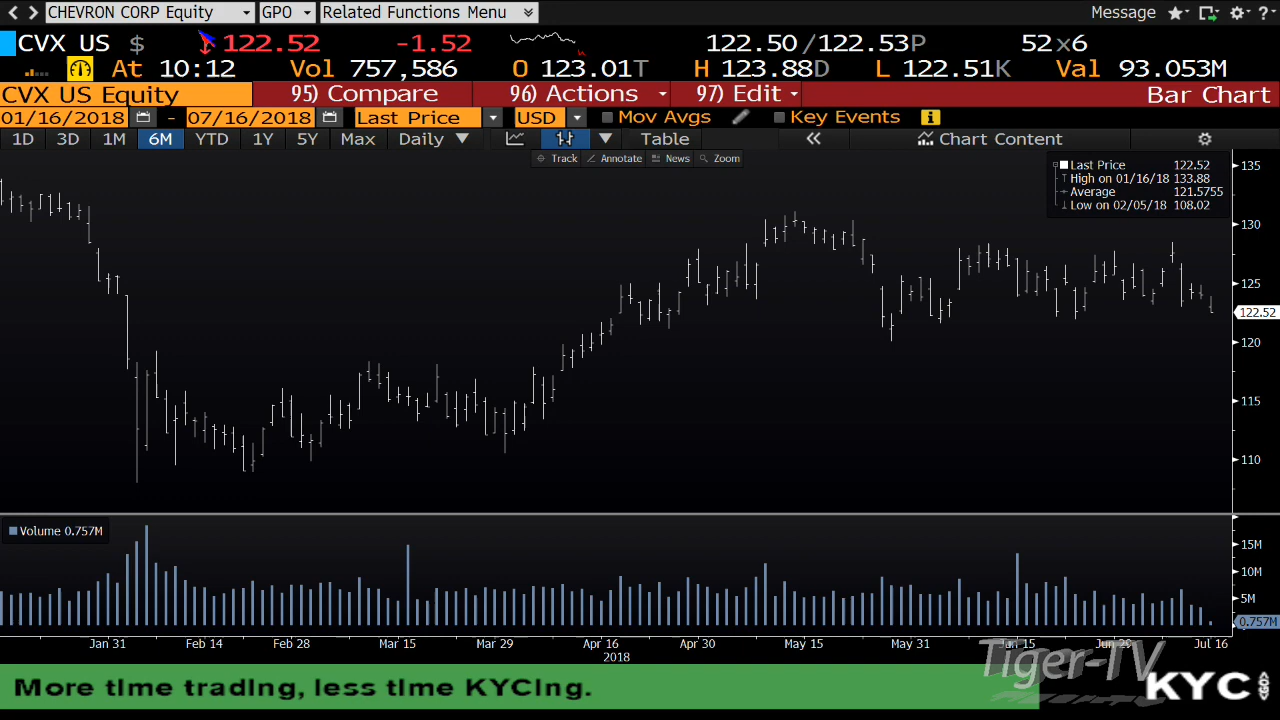 CHEVRON CORP Equity GPO Related Functions Menu Message ?
CVX US $ 122.52 -1.52 122.50/122.53P 52x6
At 10:12 Vol 757,586 O 123.01T H 123.88D L 122.51K Val 93.053M
CVX US Equity 95) Compare 96) Actions 97) Edit Bar Chart
01/16/2018 - 07/16/2018 Last Price USD Mov Avgs Key Events
1D 3D 1M 6M YTD 1Y 5Y Max Daily Table « Chart Content
Track Annotate News Zoom
Last Price 122.52
High on 01/16/18 133.88
Average 121.5755
Low on 02/05/18 108.02
135
130
125
122.52
120
115
110
Volume 0.757M
15M
10M
5M
0.757M
Jan 31 Feb 14 Feb 28 Mar 15 Mar 29 Apr 16 Apr 30 May 15 May 31 Jun 15 Jun 29 Jul 16
2018
Tiger-TV
More time trading, less time KYCing.
KYC